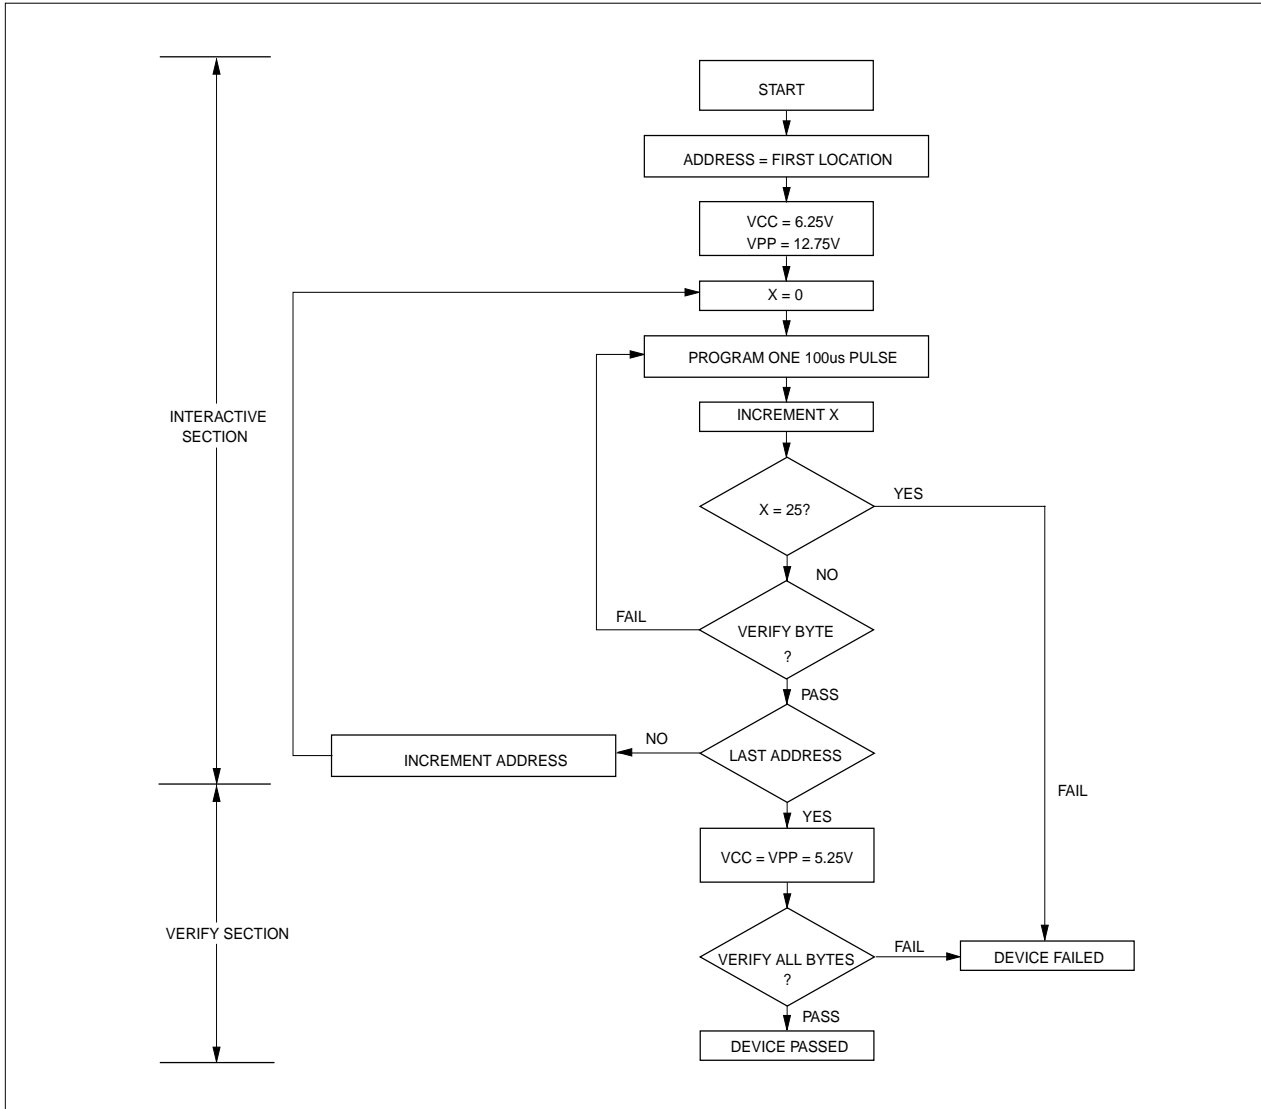 START
ADDRESS = FIRST LOCATION
VCC = 6.25V
VPP = 12.75V
X = 0
PROGRAM ONE 100us PULSE
INCREMENT X
INTERACTIVE
SECTION
X = 25?
YES
NO
FAIL
VERIFY BYTE
?
PASS
NO
INCREMENT ADDRESS
LAST ADDRESS
FAIL
YES
VCC = VPP = 5.25V
VERIFY SECTION
VERIFY ALL BYTES
?
FAIL
DEVICE FAILED
PASS
DEVICE PASSED